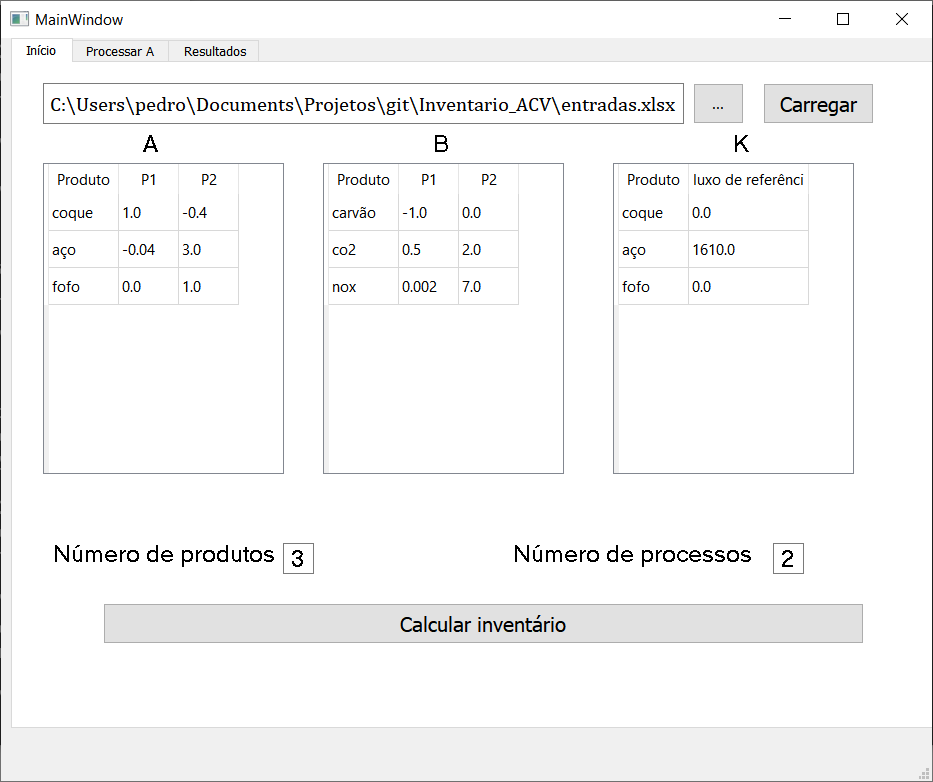 MainWindow
Início Processar A Resultados
C:\Users\pedro\Documents\Projetos\git\Inventario_ACV\entradas.xlsx ... Carregar
A B K
Produto P1 P2 Produto P1 P2 Produto luxo de referênci
coque 1.0 -0.4 carvão -1.0 0.0 coque 0.0
aço -0.04 3.0 co2 0.5 2.0 aço 1610.0
fofo 0.0 1.0 nox 0.002 7.0 fofo 0.0
Número de produtos 3 Número de processos 2
Calcular inventário